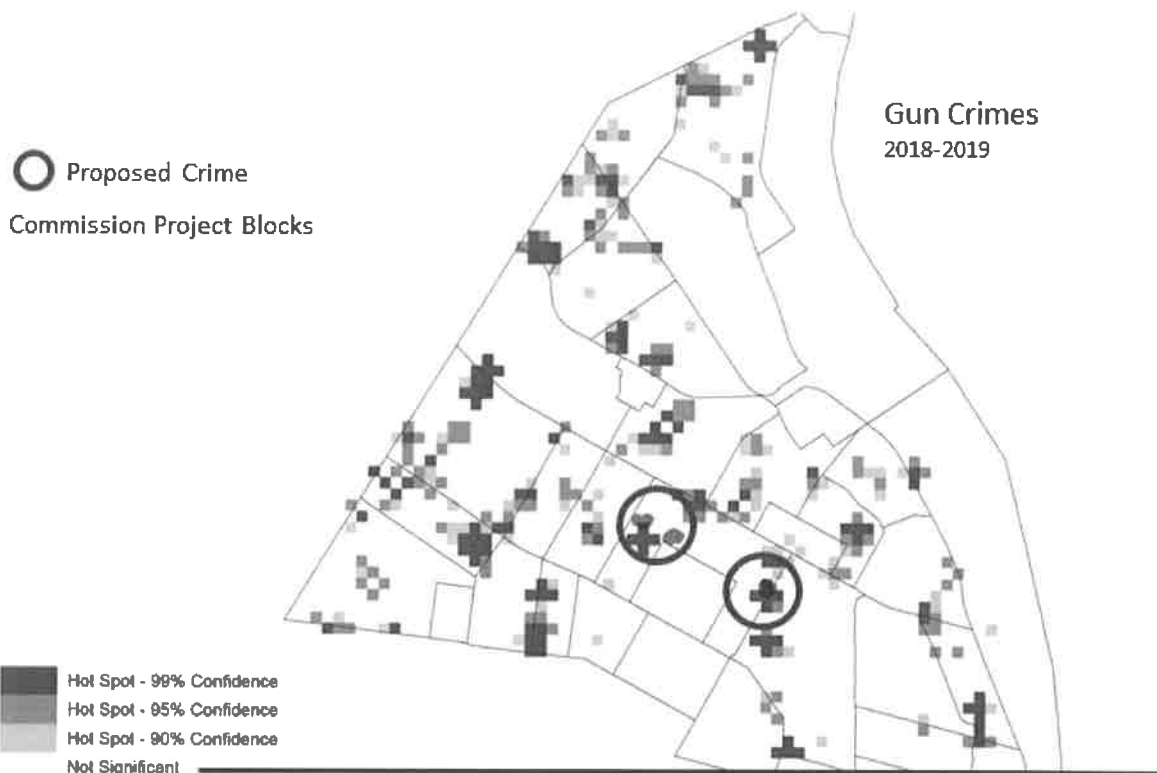 Gun Crimes
2018-2019
Proposed Crime
Commission Project Blocks
Hot Spot - 99% Confidence
Hot Spot - 95% Confidence
Hot Spot - 90% Confidence
Not Significant